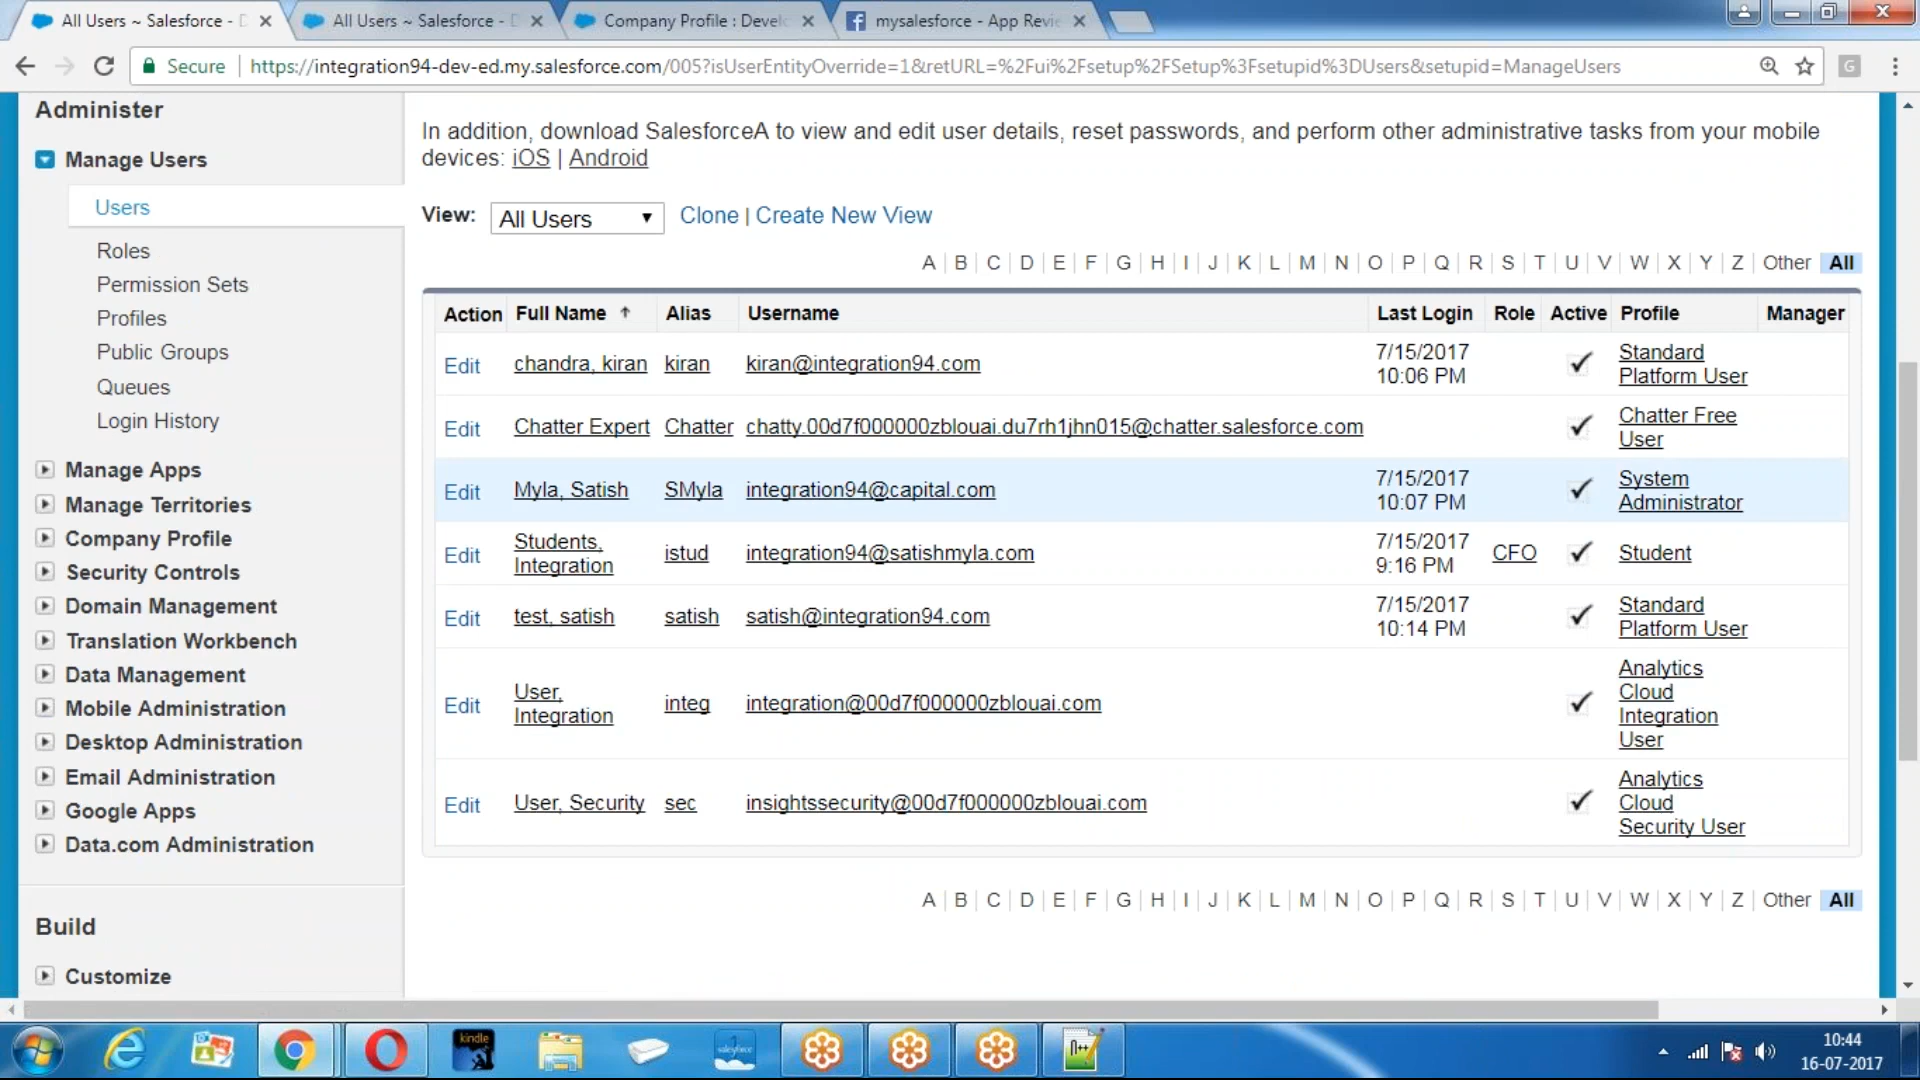 All Users ~ Salesforce - D
All Users ~ Salesforce - D
Company Profile : Devel
mysalesforce - App Revie
Secure | https://integration94-dev-ed.my.salesforce.com/005?isUserEntityOverride=1&retURL=%2Fui%2Fsetup%2FSetup%3Fsetupid%3DUsers&setupid=ManageUsers
G
Administer
Manage Users
Users
Roles
Permission Sets
Profiles
Public Groups
Queues
Login History
Manage Apps
Manage Territories
Company Profile
Security Controls
Domain Management
Translation Workbench
Data Management
Mobile Administration
Desktop Administration
Email Administration
Google Apps
Data.com Administration
Build
Customize
In addition, download SalesforceA to view and edit user details, reset passwords, and perform other administrative tasks from your mobile
devices: iOS | Android
View: All Users Clone | Create New View
A | B | C | D | E | F | G | H | I | J | K | L | M | N | O | P | Q | R | S | T | U | V | W | X | Y | Z | Other All
Action Full Name Alias Username Last Login Role Active Profile Manager
Edit chandra, kiran kiran kiran@integration94.com 7/15/2017 10:06 PM Standard Platform User
Edit Chatter Expert Chatter chatty.00d7f000000zblouai.du7rh1jhn015@chatter.salesforce.com Chatter Free User
Edit Myla, Satish SMyla integration94@capital.com 7/15/2017 10:07 PM System Administrator
Edit Students, Integration istud integration94@satishmyla.com 7/15/2017 9:16 PM CFO Student
Edit test, satish satish satish@integration94.com 7/15/2017 10:14 PM Standard Platform User
Edit User, Integration integ integration@00d7f000000zblouai.com Analytics Cloud Integration User
Edit User, Security sec insightssecurity@00d7f000000zblouai.com Analytics Cloud Security User
A | B | C | D | E | F | G | H | I | J | K | L | M | N | O | P | Q | R | S | T | U | V | W | X | Y | Z | Other All
kindle
salesforce
10:44
16-07-2017